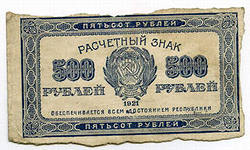 ПЯТЬСОТ РУБЛЕЙ
РАСЧЕТНЫЙ ЗНАК
500 500
РУБЛЕЙ РУБЛЕЙ
1921
ОБЕСПЕЧИВАЕТСЯ ВСЕМ ДОСТОЯНИЕМ РЕСПУБЛИКИ
ПЯТЬСОТ РУБЛЕЙ